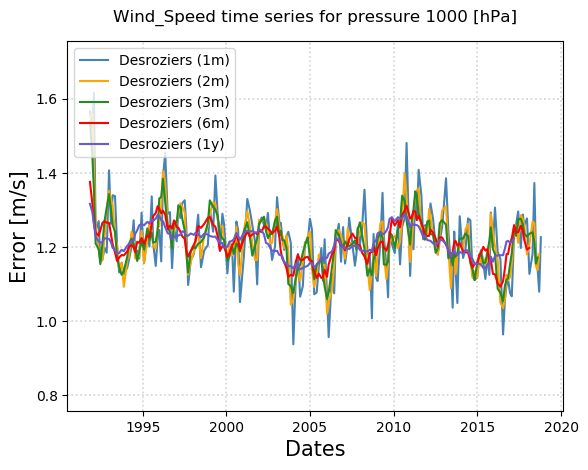 Wind_Speed time series for pressure 1000 [hPa]
Desroziers (1m)
Desroziers (2m)
Desroziers (3m)
Desroziers (6m)
Desroziers (1y)
Error [m/s]
1.6
1.4
1.2
1.0
0.8
1995
2000
2005
2010
2015
2020
Dates